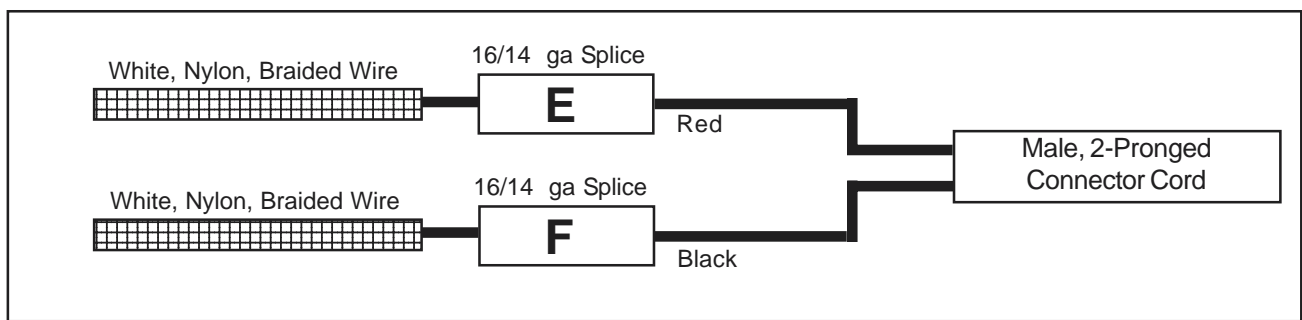 16/14 ga Splice
White, Nylon, Braided Wire
E
Red
Male, 2-Pronged
Connector Cord
16/14 ga Splice
White, Nylon, Braided Wire
F
Black